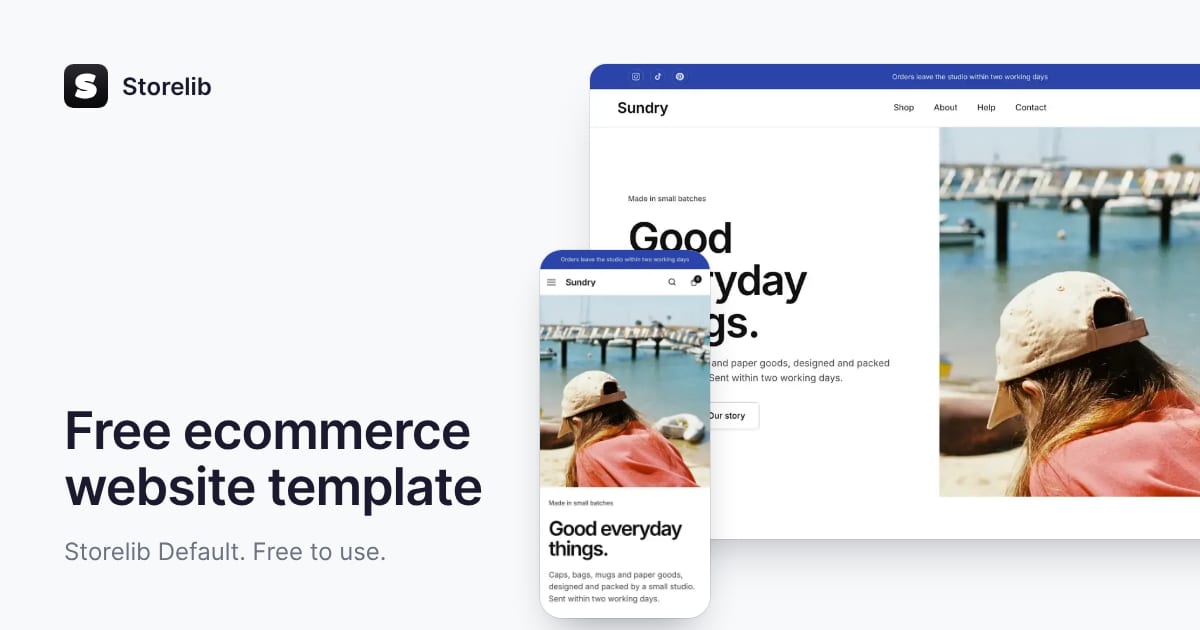 Storelib
Free ecommerce
website template
Storelib Default. Free to use.
Orders leave the studio within two working days
Sundry
Shop
About
Help
Contact
Made in small batches
Good
ryday
gs.
and paper goods, designed and packed
Sent within two working days.
Our story
Orders leave the studio within two working days
Sundry
Made in small batches
Good everyday
things.
Caps, bags, mugs and paper goods,
designed and packed by a small studio.
Sent within two working days.